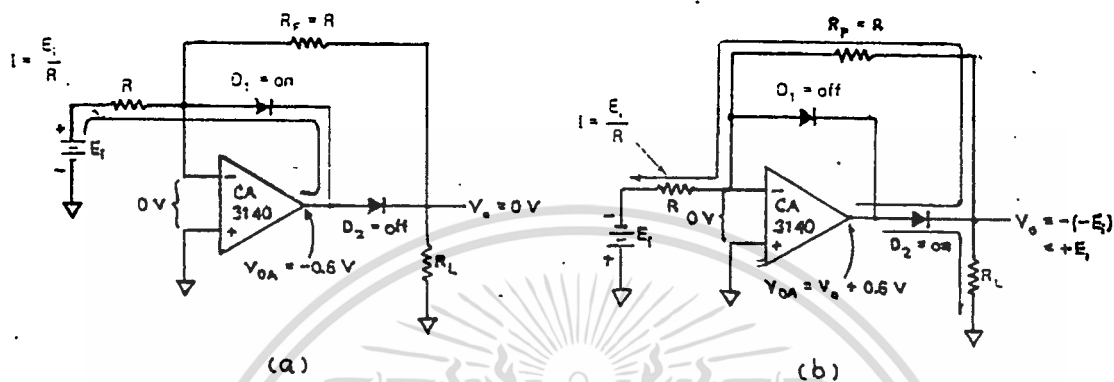 R_F = R
I = E_i / R
D_1 = on
R
+
E_i
-
-
CA
3140
+
0 V
D_2 = off
V_o = 0 V
V_OA = -0.6 V
R_L
(a)
R_F = R
D_1 = off
I = E_i / R
R
-
E_i
+
0 V
-
CA
3140
+
D_2 = on
V_o = -(-E_i)
= +E_i
V_OA = V_o + 0.6 V
R_L
(b)